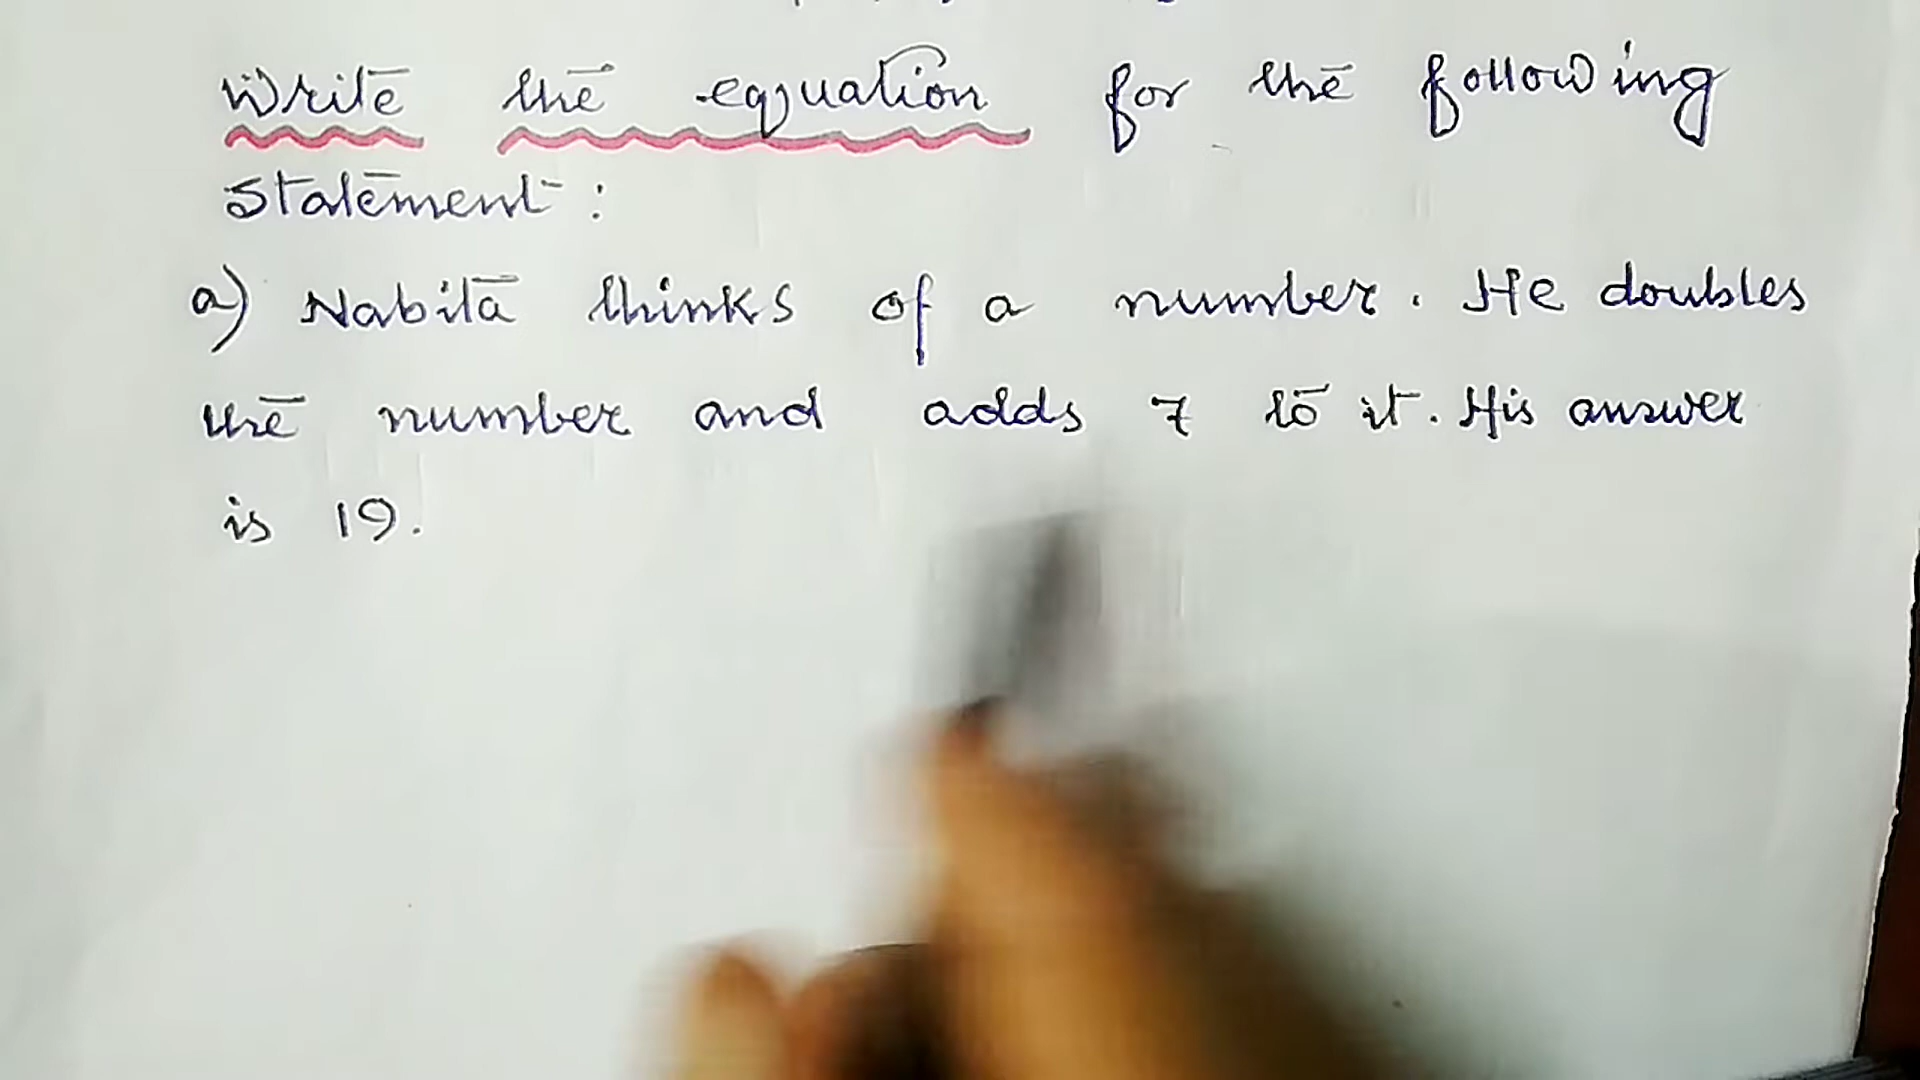 Write the equation for the following
Statement :
a) Nabita thinks of a number. He doubles
the number and adds 7 to it. His answer
is 19.